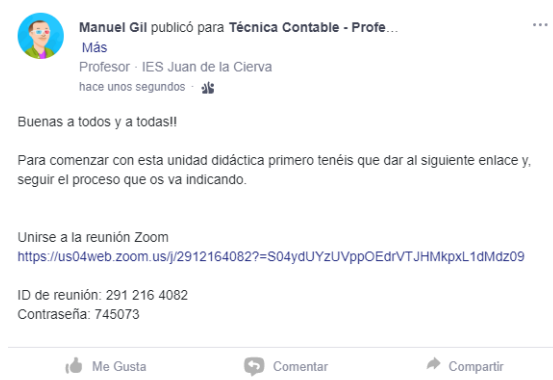 Manuel Gil publicó para Técnica Contable - Profe...
Más
Profesor · IES Juan de la Cierva
hace unos segundos ·
Buenas a todos y a todas!!
Para comenzar con esta unidad didáctica primero tenéis que dar al siguiente enlace y,
seguir el proceso que os va indicando.
Unirse a la reunión Zoom
https://us04web.zoom.us/j/2912164082?=S04ydUYzUVppOEdrVTJHMkpxL1dMdz09
ID de reunión: 291 216 4082
Contraseña: 745073
Me Gusta
Comentar
Compartir